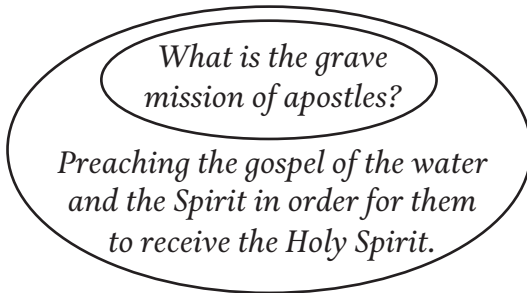 What is the grave
mission of apostles?
Preaching the gospel of the water
and the Spirit in order for them
to receive the Holy Spirit.